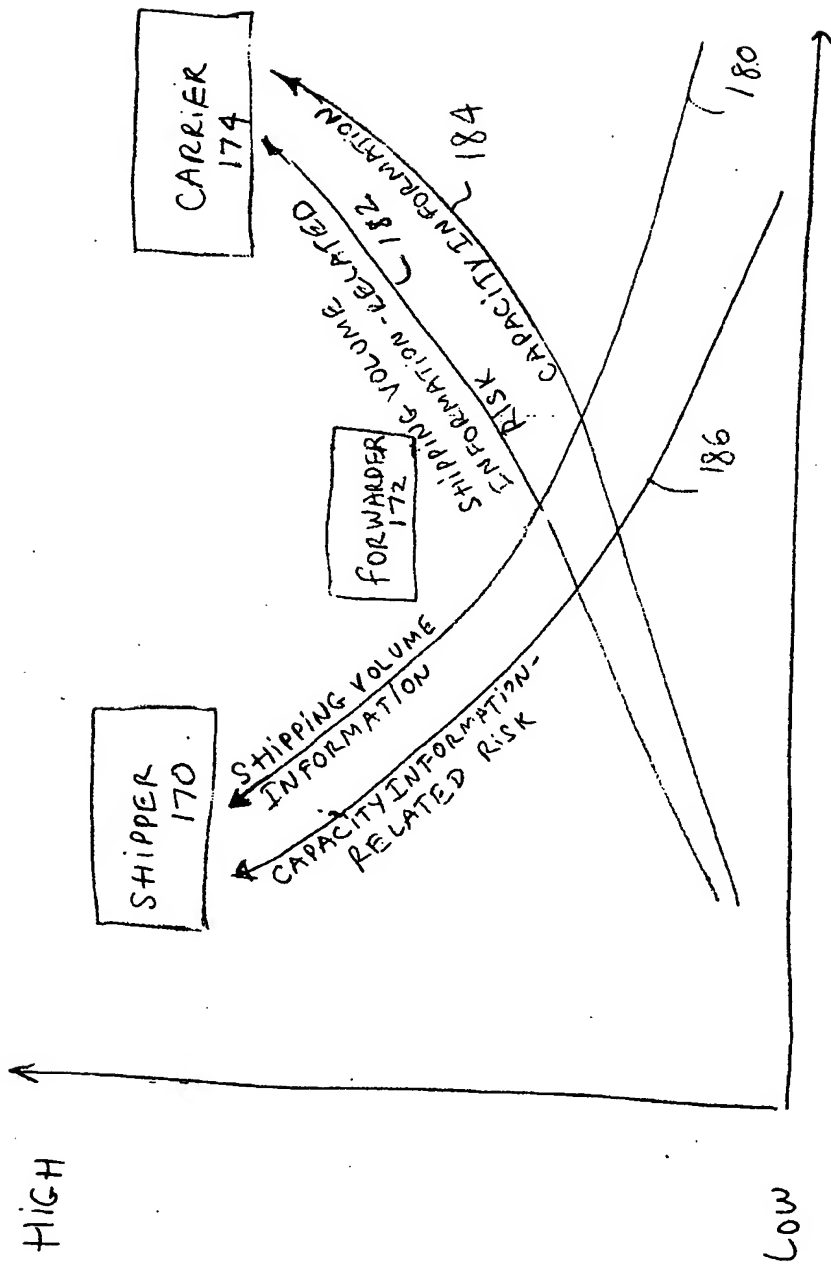 HIGH
SHIPPER
170
CARRIER
174
FORWARDER
172
SHIPPING VOLUME
INFORMATION
CAPACITY INFORMATION-
RELATED RISK
SHIPPING VOLUME
INFORMATION-RELATED
RISK
182
CAPACITY INFORMATION
184
180
186
LOW